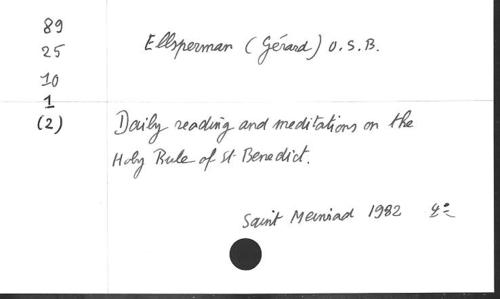 89
25
10
1
(2)
Ellsperman (Gérard) O.S.B.
Daily reading and meditations on the
Holy Rule of St Benedict.
Saint Meinrad 1982 4°